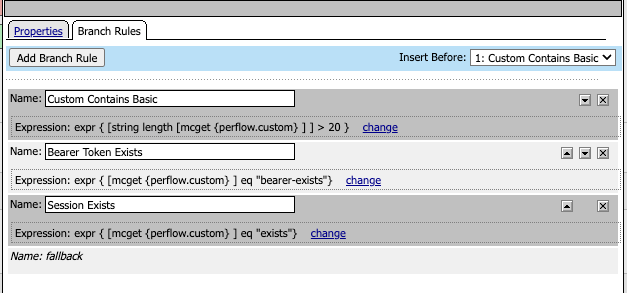 Properties Branch Rules
Add Branch Rule Insert Before: 1: Custom Contains Basic
Name: Custom Contains Basic
Expression: expr { [string length [mcget {perflow.custom} ] ] > 20 } change
Name: Bearer Token Exists
Expression: expr { [mcget {perflow.custom} ] eq "bearer-exists"} change
Name: Session Exists
Expression: expr { [mcget {perflow.custom} ] eq "exists"} change
Name: fallback